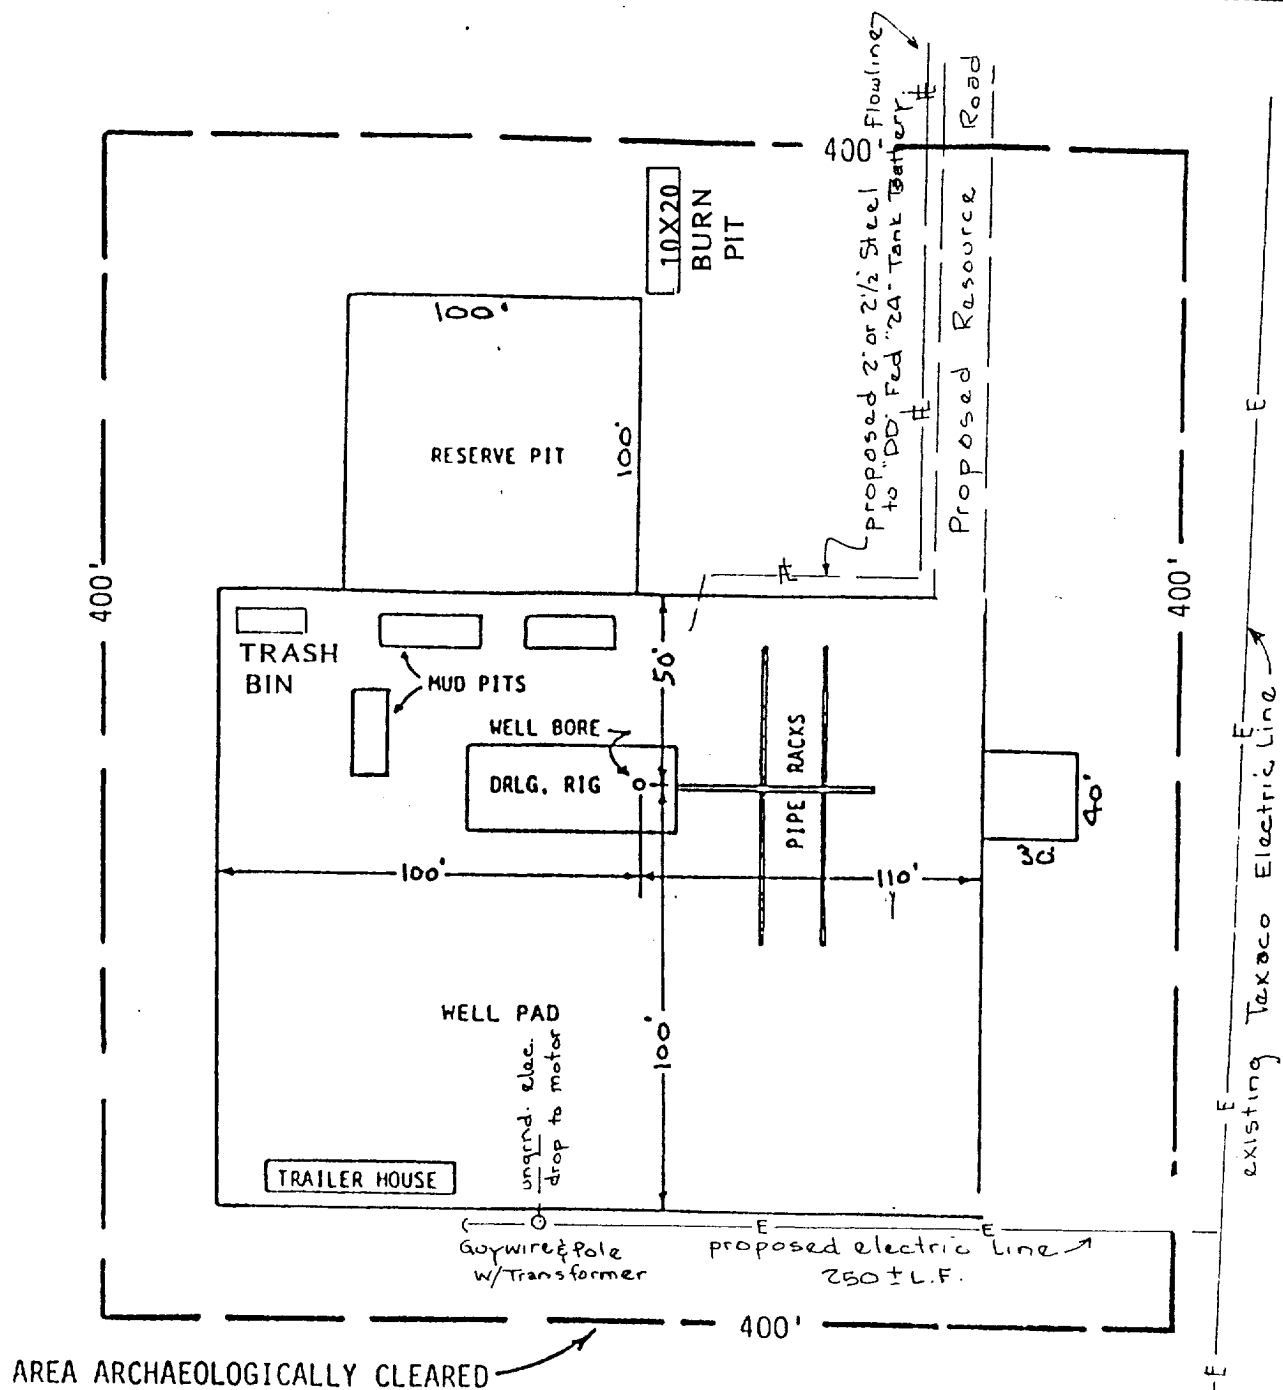 400'
10X20
BURN
PIT
proposed 2" or 2 1/2 Steel Flowline
to "DD" Fed "2A" Tank Battery.
Proposed Resource Road
100'
RESERVE PIT
100'
400'
400'
E
TRASH
BIN
MUD PITS
50'
WELL BORE
DRLG. RIG
PIPE RACKS
E
existing Texaco Electric Line
40'
30
100'
110'
WELL PAD
100'
ungrnd. elec.
drop to motor
E
TRAILER HOUSE
E
E
Guywire & Pole
W/Transformer
proposed electric Line
250 ± L.F.
400'
E
AREA ARCHAEOLOGICALLY CLEARED